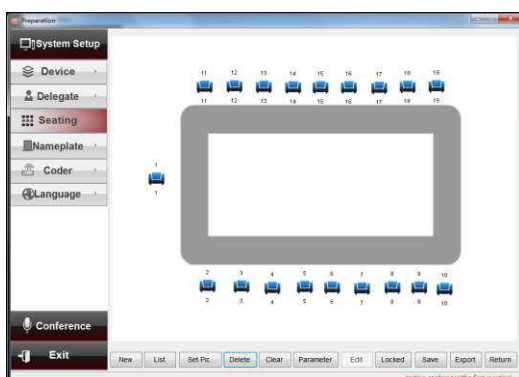 Preparation
System Setup
Device
Delegate
Seating
Nameplate
Coder
Language
Conference
Exit
11 12 13 14 15 16 17 18 19
11 12 13 14 15 16 17 18 19
1
1
2 3 4 5 6 7 8 9 10
2 3 4 5 6 7 8 9 10
New List Set Pic Delete Clear Parameter Edit Locked Save Export Return